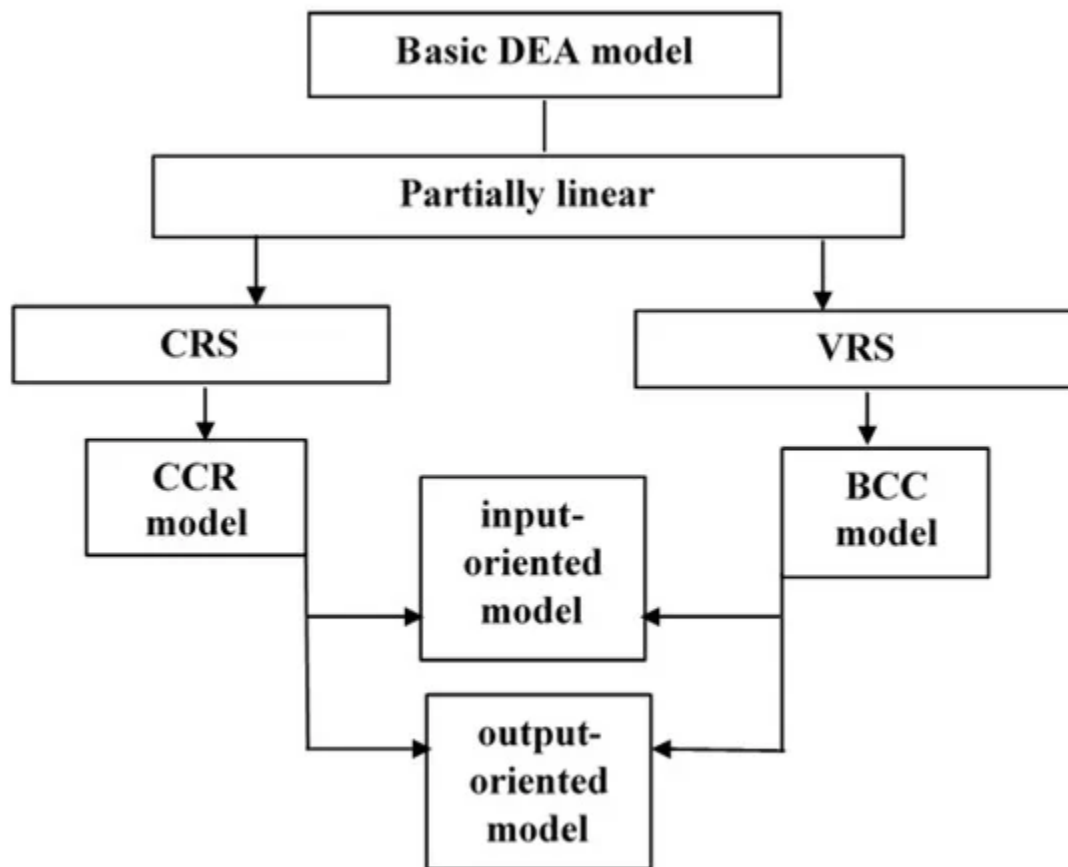 Basic DEA model
Partially linear
CRS
VRS
CCR
model
BCC
model
input-
oriented
model
output-
oriented
model